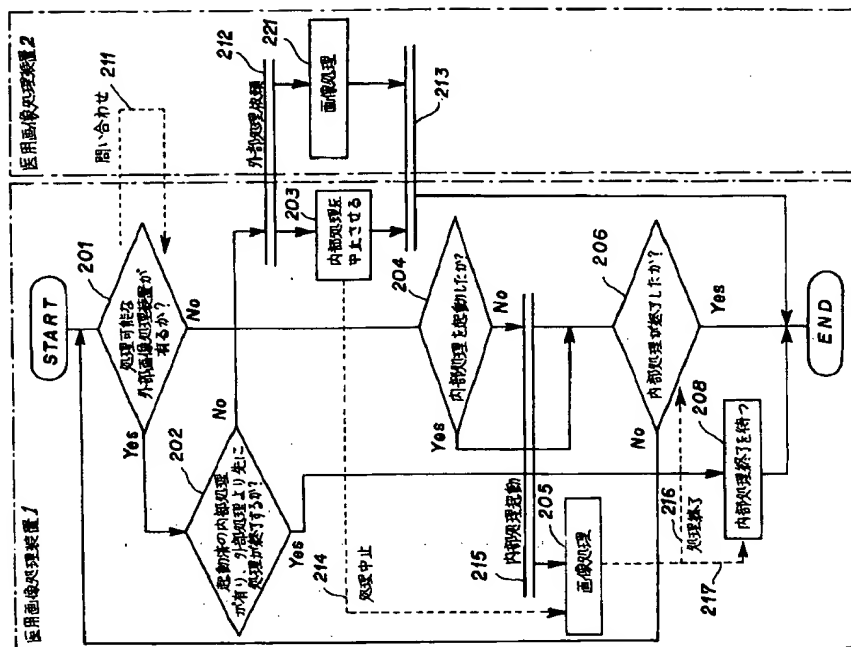 医用画像処理装置1
医用画像処理装置2
START
201
処理可能な
外部画像処理装置が
有るか?
問い合わせ
211
Yes
No
202
起動済の内部処理
が有り、外部処理より先に
処理が終了するか?
No
Yes
外部処理依頼
212
203
内部処理を
中止させる
221
画像処理
213
214
処理中止
204
内部処理を起動したか?
Yes
No
215
内部処理起動
205
画像処理
206
内部処理が終了したか?
No
Yes
216
処理終了
217
208
内部処理終了を待つ
END